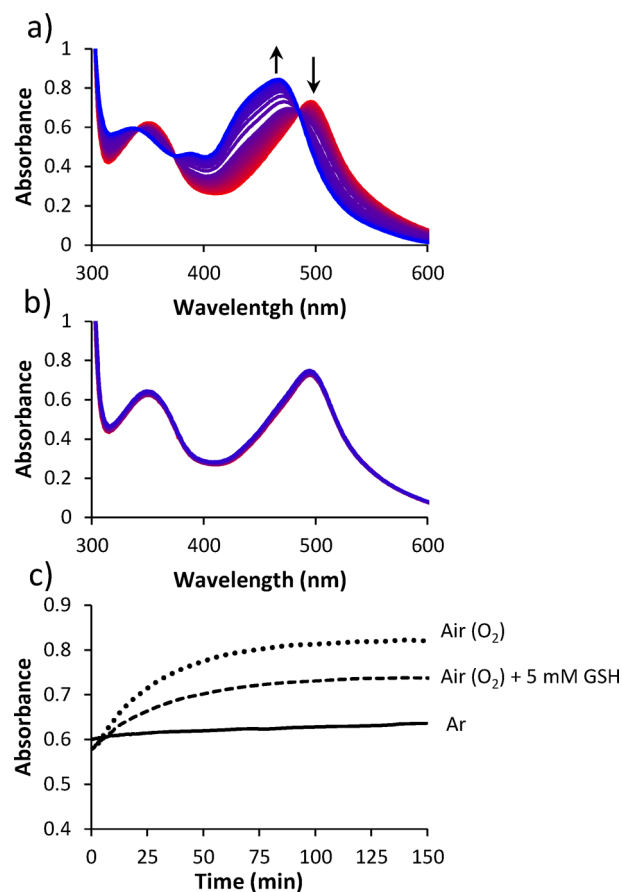 a)
1
0.8
0.6
0.4
0.2
0
Absorbance
300 400 500 600
Wavelentgh (nm)
b)
1
0.8
0.6
0.4
0.2
0
Absorbance
300 400 500 600
Wavelength (nm)
c)
0.9
0.8
0.7
0.6
0.5
0.4
Absorbance
Air (O₂)
Air (O₂) + 5 mM GSH
Ar
0 25 50 75 100 125 150
Time (min)